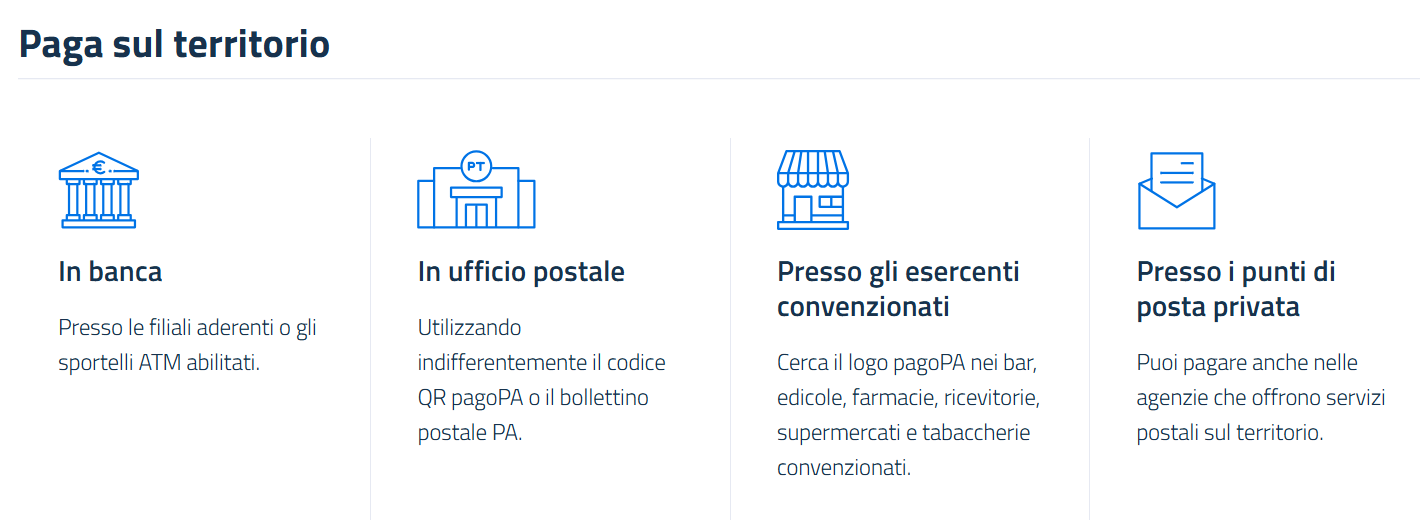 Paga sul territorio
€
In banca
Presso le filiali aderenti o gli
sportelli ATM abilitati.
PT
In ufficio postale
Utilizzando
indifferentemente il codice
QR pagoPA o il bollettino
postale PA.
Presso gli esercenti
convenzionati
Cerca il logo pagoPA nei bar,
edicole, farmacie, ricevitorie,
supermercati e tabaccherie
convenzionati.
Presso i punti di
posta privata
Puoi pagare anche nelle
agenzie che offrono servizi
postali sul territorio.